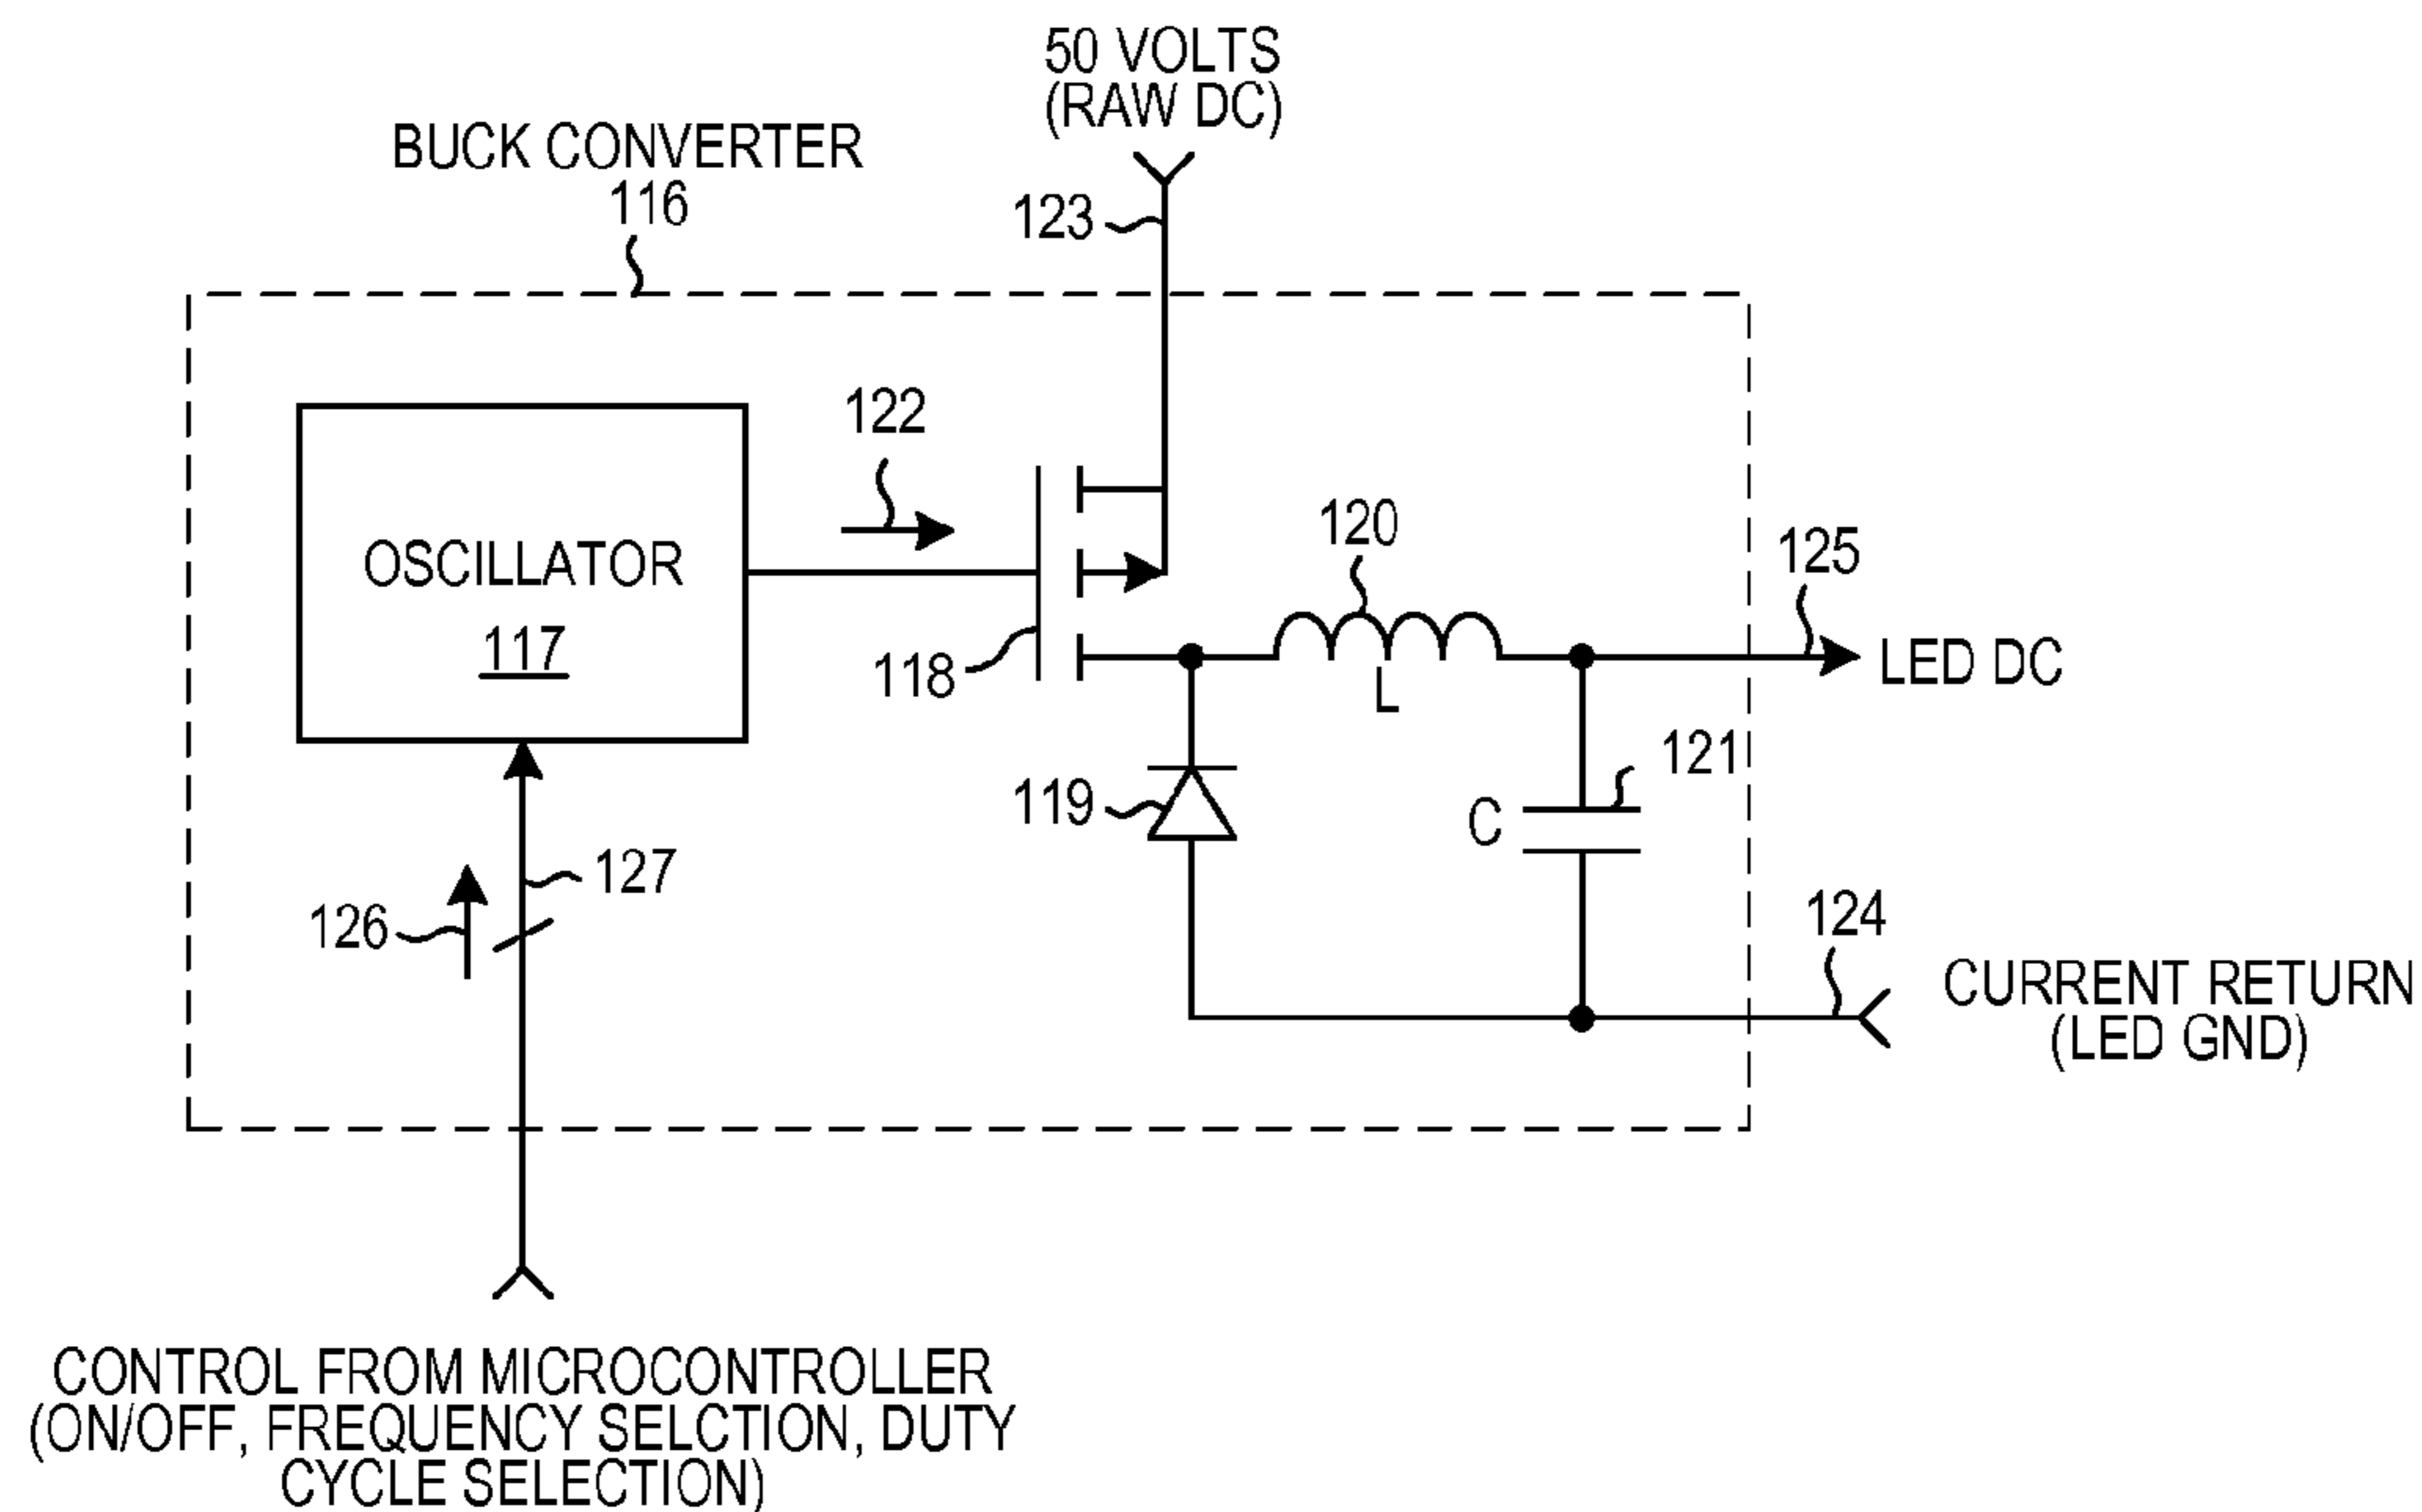 50 VOLTS
(RAW DC)
BUCK CONVERTER
116
123
122
OSCILLATOR
117
118
120
L
125
LED DC
119
C
121
127
126
124
CURRENT RETURN
(LED GND)
CONTROL FROM MICROCONTROLLER
(ON/OFF, FREQUENCY SELCTION, DUTY
CYCLE SELECTION)